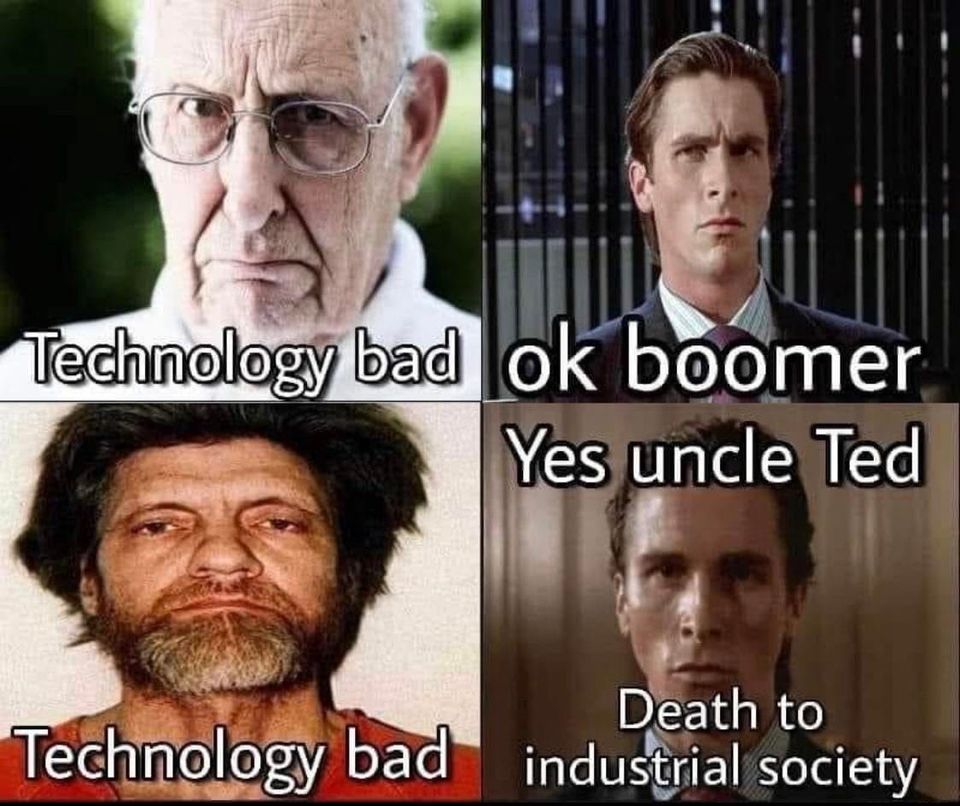 Technology bad
ok boomer
Technology bad
Yes uncle Ted
Death to
industrial society